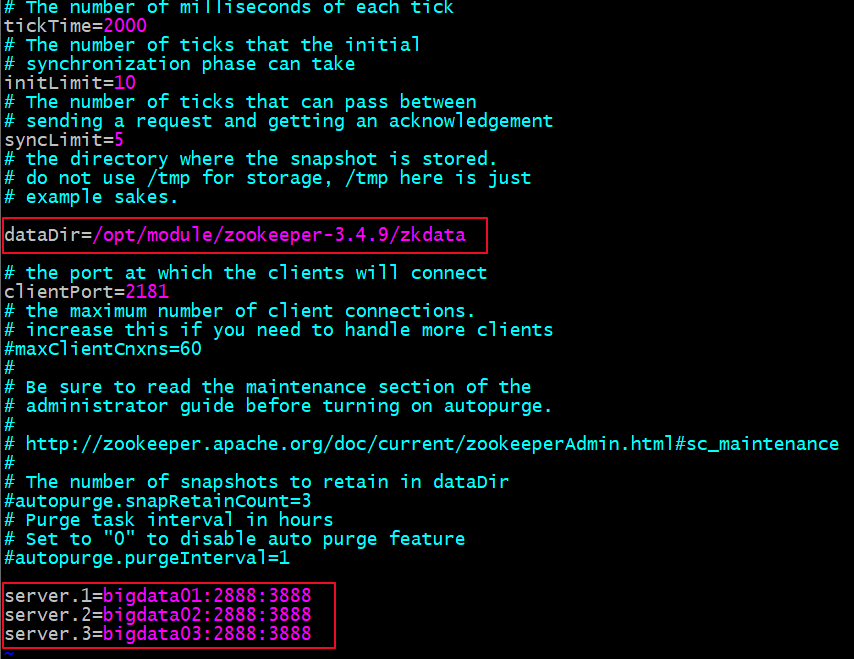 # The number of milliseconds of each tick
tickTime=2000
# The number of ticks that the initial
# synchronization phase can take
initLimit=10
# The number of ticks that can pass between
# sending a request and getting an acknowledgement
syncLimit=5
# the directory where the snapshot is stored.
# do not use /tmp for storage, /tmp here is just
# example sakes.
dataDir=/opt/module/zookeeper-3.4.9/zkdata
# the port at which the clients will connect
clientPort=2181
# the maximum number of client connections.
# increase this if you need to handle more clients
#maxClientCnxns=60
#
# Be sure to read the maintenance section of the
# administrator guide before turning on autopurge.
#
# http://zookeeper.apache.org/doc/current/zookeeperAdmin.html#sc_maintenance
#
# The number of snapshots to retain in dataDir
#autopurge.snapRetainCount=3
# Purge task interval in hours
# Set to "0" to disable auto purge feature
#autopurge.purgeInterval=1
server.1=bigdata01:2888:3888
server.2=bigdata02:2888:3888
server.3=bigdata03:2888:3888
~